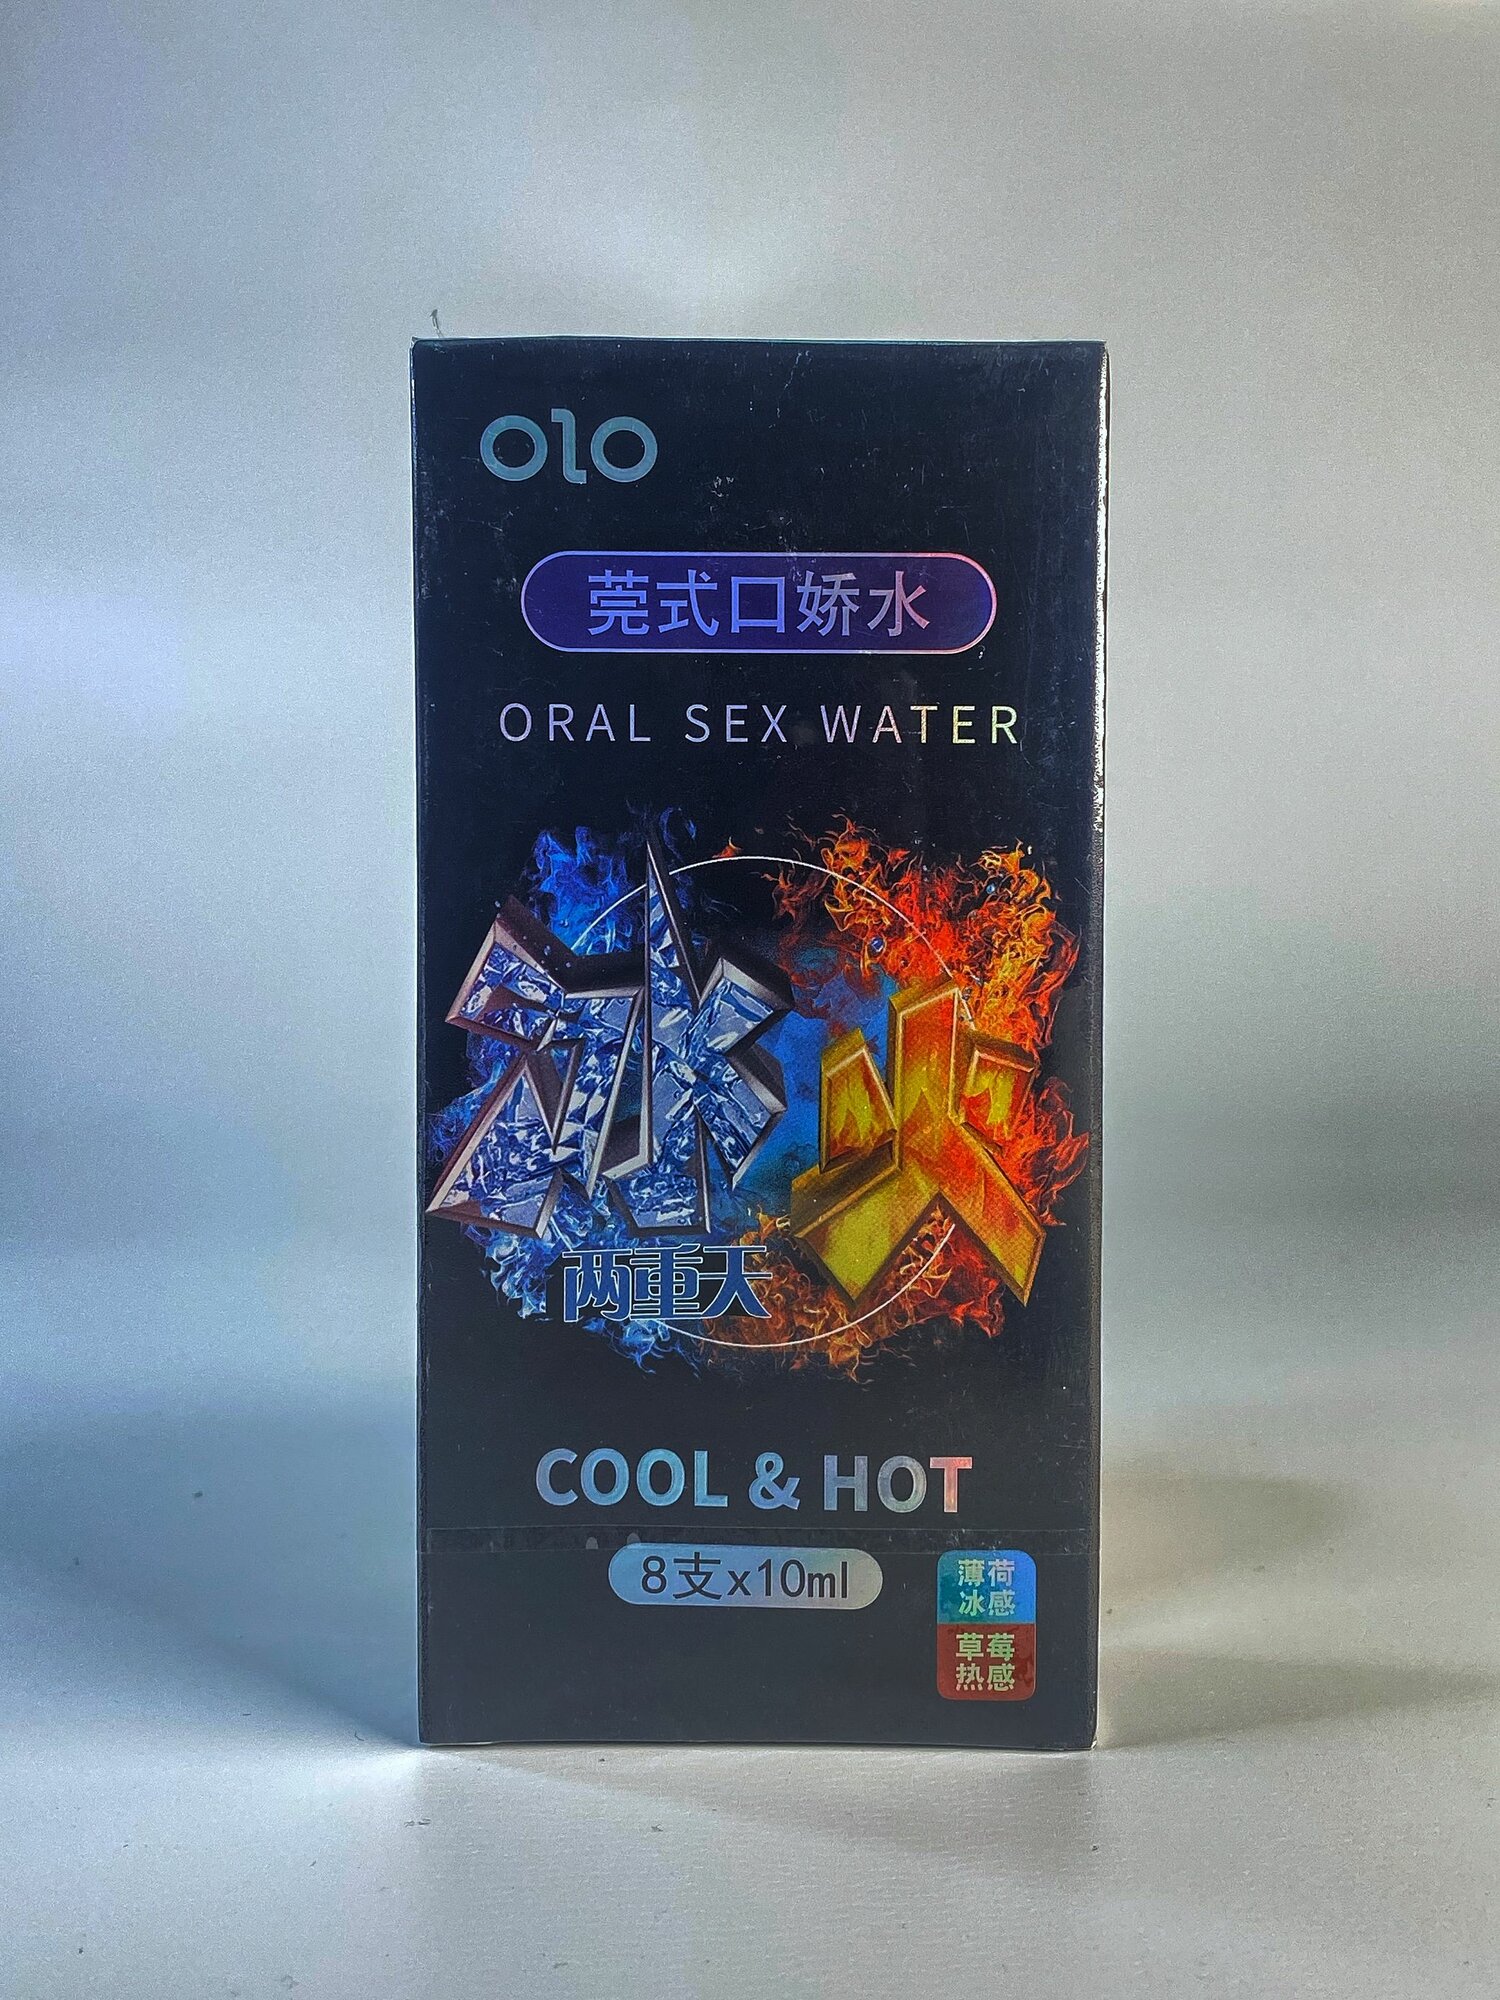 olo
莞式口娇水
ORAL SEX WATER
冰火
两重天
COOL & HOT
8支x10ml
薄荷
冰感
草莓
热感